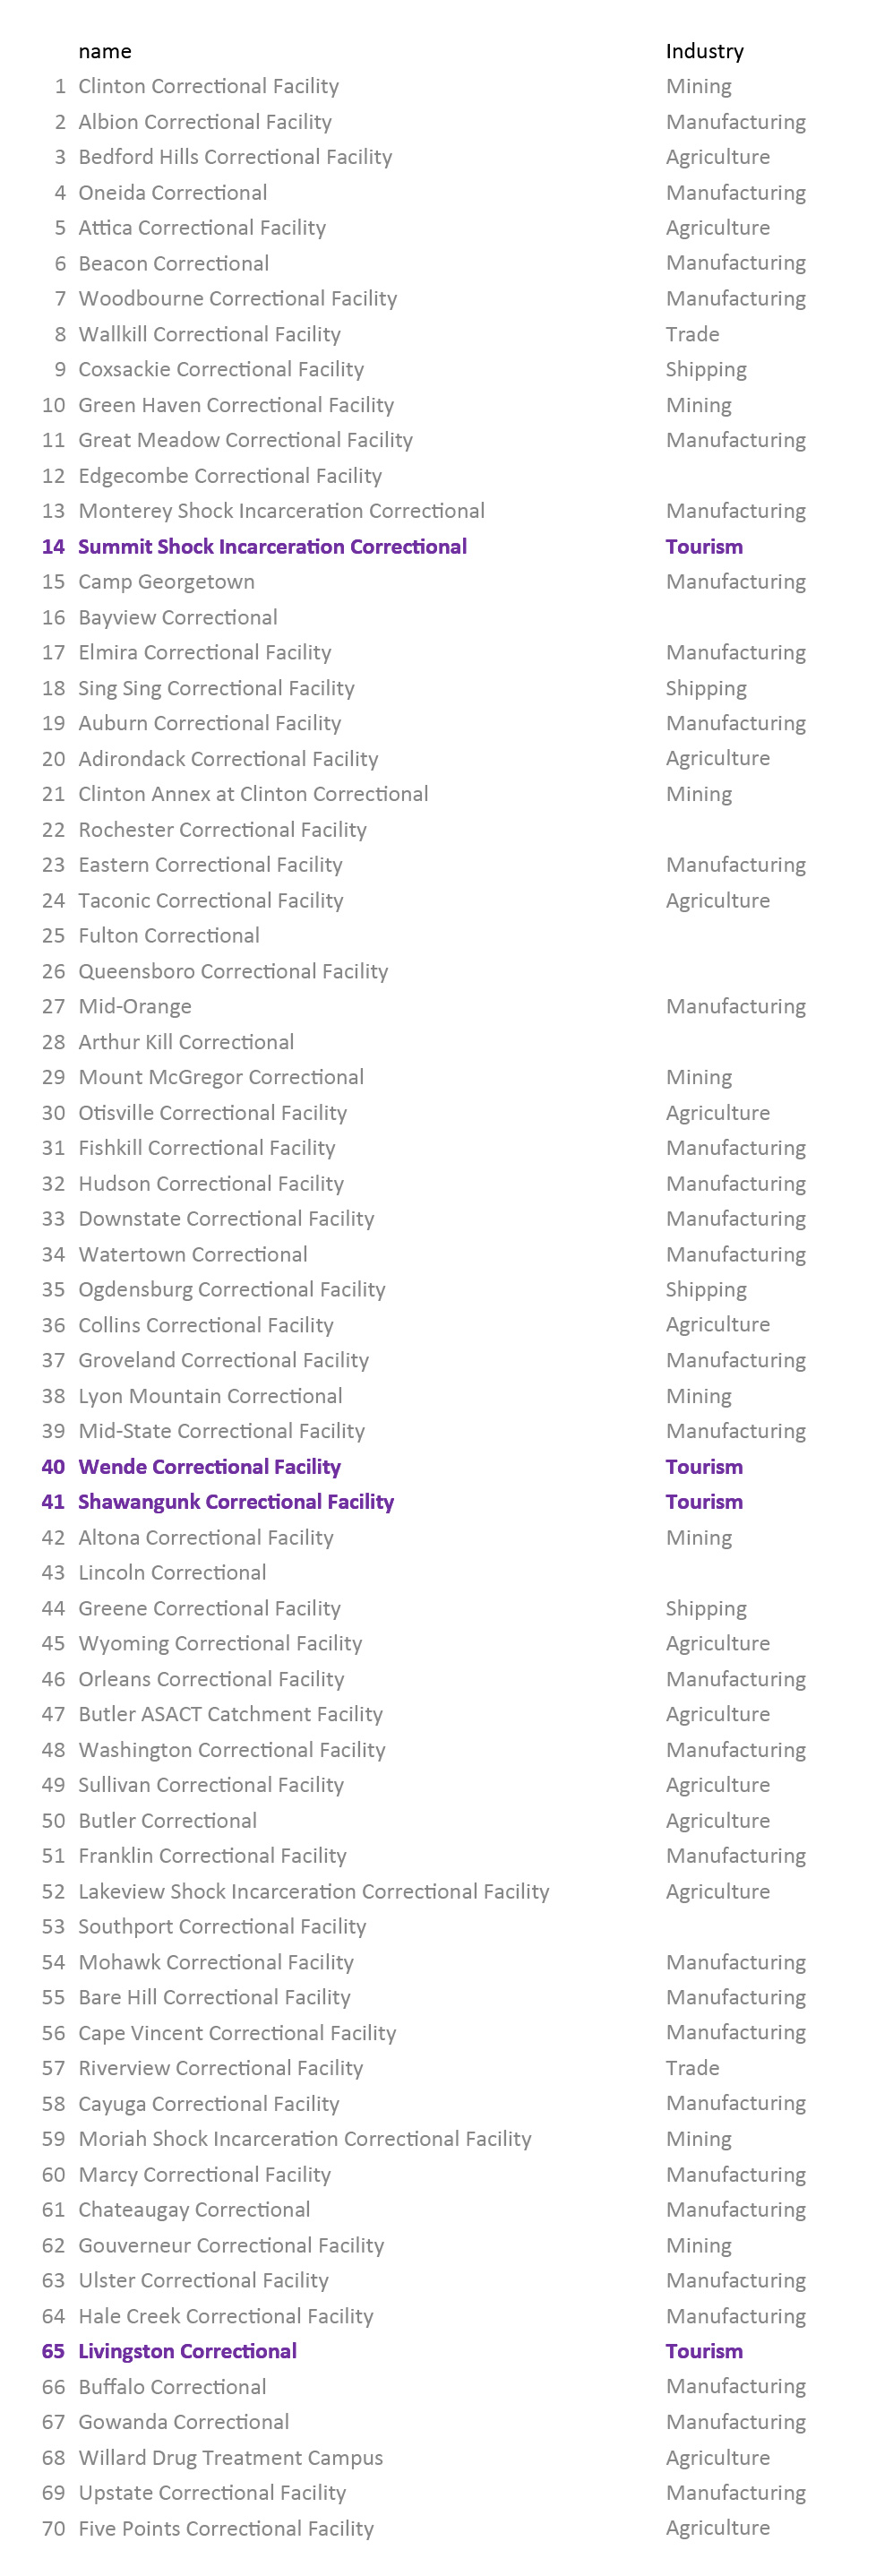 name Industry
1 Clinton Correctional Facility Mining
2 Albion Correctional Facility Manufacturing
3 Bedford Hills Correctional Facility Agriculture
4 Oneida Correctional Manufacturing
5 Attica Correctional Facility Agriculture
6 Beacon Correctional Manufacturing
7 Woodbourne Correctional Facility Manufacturing
8 Wallkill Correctional Facility Trade
9 Coxsackie Correctional Facility Shipping
10 Green Haven Correctional Facility Mining
11 Great Meadow Correctional Facility Manufacturing
12 Edgecombe Correctional Facility
13 Monterey Shock Incarceration Correctional Manufacturing
14 Summit Shock Incarceration Correctional Tourism
15 Camp Georgetown Manufacturing
16 Bayview Correctional
17 Elmira Correctional Facility Manufacturing
18 Sing Sing Correctional Facility Shipping
19 Auburn Correctional Facility Manufacturing
20 Adirondack Correctional Facility Agriculture
21 Clinton Annex at Clinton Correctional Mining
22 Rochester Correctional Facility
23 Eastern Correctional Facility Manufacturing
24 Taconic Correctional Facility Agriculture
25 Fulton Correctional
26 Queensboro Correctional Facility
27 Mid-Orange Manufacturing
28 Arthur Kill Correctional
29 Mount McGregor Correctional Mining
30 Otisville Correctional Facility Agriculture
31 Fishkill Correctional Facility Manufacturing
32 Hudson Correctional Facility Manufacturing
33 Downstate Correctional Facility Manufacturing
34 Watertown Correctional Manufacturing
35 Ogdensburg Correctional Facility Shipping
36 Collins Correctional Facility Agriculture
37 Groveland Correctional Facility Manufacturing
38 Lyon Mountain Correctional Mining
39 Mid-State Correctional Facility Manufacturing
40 Wende Correctional Facility Tourism
41 Shawangunk Correctional Facility Tourism
42 Altona Correctional Facility Mining
43 Lincoln Correctional
44 Greene Correctional Facility Shipping
45 Wyoming Correctional Facility Agriculture
46 Orleans Correctional Facility Manufacturing
47 Butler ASACT Catchment Facility Agriculture
48 Washington Correctional Facility Manufacturing
49 Sullivan Correctional Facility Agriculture
50 Butler Correctional Agriculture
51 Franklin Correctional Facility Manufacturing
52 Lakeview Shock Incarceration Correctional Facility Agriculture
53 Southport Correctional Facility
54 Mohawk Correctional Facility Manufacturing
55 Bare Hill Correctional Facility Manufacturing
56 Cape Vincent Correctional Facility Manufacturing
57 Riverview Correctional Facility Trade
58 Cayuga Correctional Facility Manufacturing
59 Moriah Shock Incarceration Correctional Facility Mining
60 Marcy Correctional Facility Manufacturing
61 Chateaugay Correctional Manufacturing
62 Gouverneur Correctional Facility Mining
63 Ulster Correctional Facility Manufacturing
64 Hale Creek Correctional Facility Manufacturing
65 Livingston Correctional Tourism
66 Buffalo Correctional Manufacturing
67 Gowanda Correctional Manufacturing
68 Willard Drug Treatment Campus Agriculture
69 Upstate Correctional Facility Manufacturing
70 Five Points Correctional Facility Agriculture